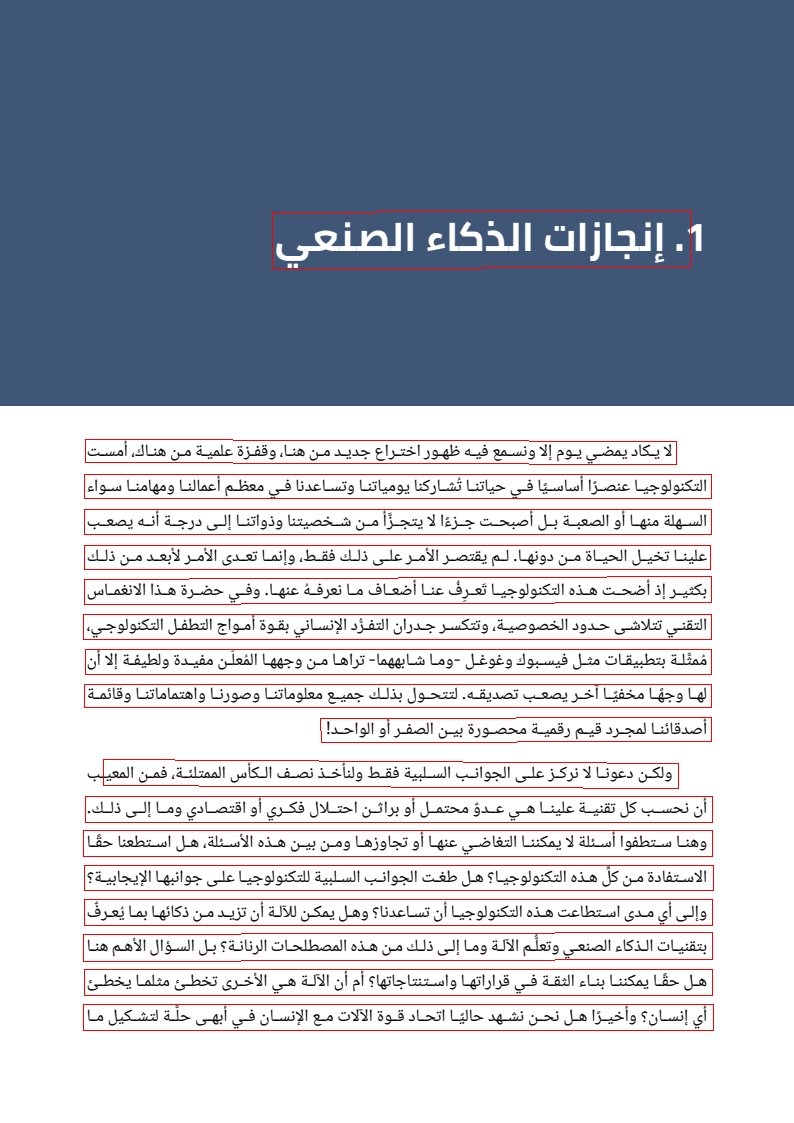 1. إنجازات الذكاء الصنعي
لا يكاد يمضي يوم إلا ونسمع فيه ظهور اختراع جديد من هنا، وقفزة علمية من هناك، أمست
التكنولوجيا عنصرًا أساسيًا في حياتنا تُشاركنا يومياتنا وتساعدنا في معظم أعمالنا ومهامنا سواء
السهلة منها أو الصعبة بل أصبحت جزءًا لا يتجزَّأ من شخصيتنا وذواتنا إلى درجة أنه يصعب
علينا تخيل الحياة من دونها. لم يقتصر الأمر على ذلك فقط، وإنما تعدى الأمر لأبعد من ذلك
بكثير إذ أضحت هذه التكنولوجيا تَعرِفُ عنا أضعاف ما نعرفهُ عنها. وفي حضرة هذا الانغماس
التقني تتلاشى حدود الخصوصية، وتتكسر جدران التفرُّد الإنساني بقوة أمواج التطفل التكنولوجي،
مُمثَّلة بتطبيقات مثل فيسبوك وغوغل -وما شابههما- تراها من وجهها المُعلَن مفيدة ولطيفة إلا أن
لها وجهًا مخفيًا آخر يصعب تصديقه. لتتحول بذلك جميع معلوماتنا وصورنا واهتماماتنا وقائمة
أصدقائنا لمجرد قيم رقمية محصورة بين الصفر أو الواحد!
ولكن دعونا لا نركز على الجوانب السلبية فقط ولنأخذ نصف الكأس الممتلئة، فمن المعيب
أن نحسب كل تقنية علينا هي عدوّ محتمل أو براثن احتلال فكري أو اقتصادي وما إلى ذلك.
وهنا ستطفوا أسئلة لا يمكننا التغاضي عنها أو تجاوزها ومن بين هذه الأسئلة، هل استطعنا حقًا
الاستفادة من كلِّ هذه التكنولوجيا؟ هل طغت الجوانب السلبية للتكنولوجيا على جوانبها الإيجابية؟
وإلى أي مدى استطاعت هذه التكنولوجيا أن تساعدنا؟ وهل يمكن للآلة أن تزيد من ذكائها بما يُعرفٌ
بتقنيات الذكاء الصنعي وتعلُّم الآلة وما إلى ذلك من هذه المصطلحات الرنانة؟ بل السؤال الأهم هنا
هل حقًا يمكننا بناء الثقة في قراراتها واستنتاجاتها؟ أم أن الآلة هي الأخرى تخطئ مثلما يخطئ
أي إنسان؟ وأخيرًا هل نحن نشهد حاليًا اتحاد قوة الآلات مع الإنسان في أبهى حلَّة لتشكيل ما